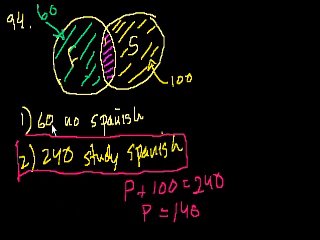 94. 60
F S
100
1) 60 no spanish
2) 240 study spanish
P + 100 = 240
P = 140